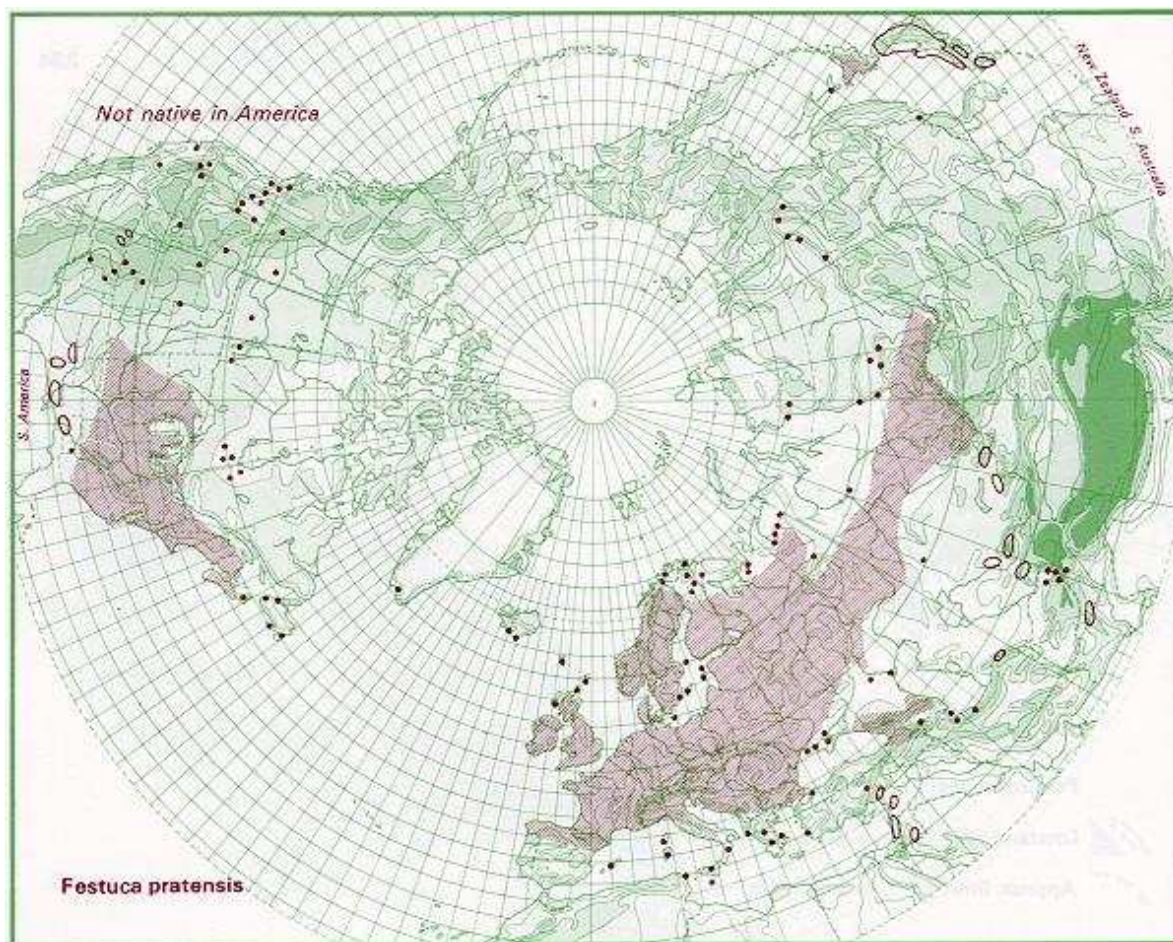 Not native in America
New Zealand S. Australia
S. America
Festuca pratensis